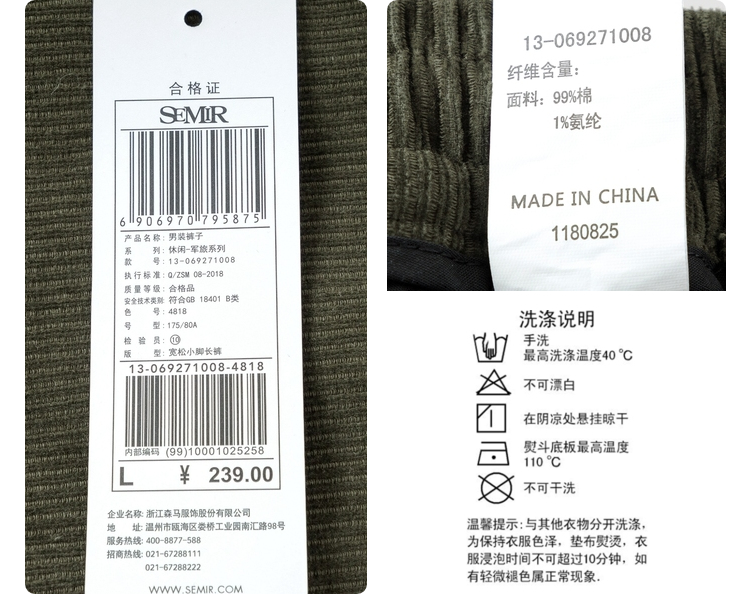 合格证
SEMIR
6 906970 795875
产品名称: 男装裤子
系 列: 休闲-军旅系列
款 号: 13-069271008
执行标准: Q/ZSM 08-2018
质量等级: 合格品
安全技术类别: 符合GB 18401 B类
色 号: 4818
号 型: 175/80A
检 验 员: ⑩
版 型: 宽松小脚长裤
13-069271008-4818
内部编码 (99)10001025258
L ¥ 239.00
企业名称: 浙江森马服饰股份有限公司
地 址: 温州市瓯海区娄桥工业园南汇路98号
服务热线: 400-8877-588
招商热线: 021-67288111
021-67288222
WWW.SEMIR.COM
13-069271008
纤维含量:
面料: 99%棉
1%氨纶
MADE IN CHINA
1180825
洗涤说明
手洗
最高洗涤温度40℃
不可漂白
在阴凉处悬挂晾干
熨斗底板最高温度
110℃
不可干洗
温馨提示: 与其他衣物分开洗涤,
为保持衣服色泽, 垫布熨烫, 衣
服浸泡时间不可超过10分钟, 如
有轻微褪色属正常现象.